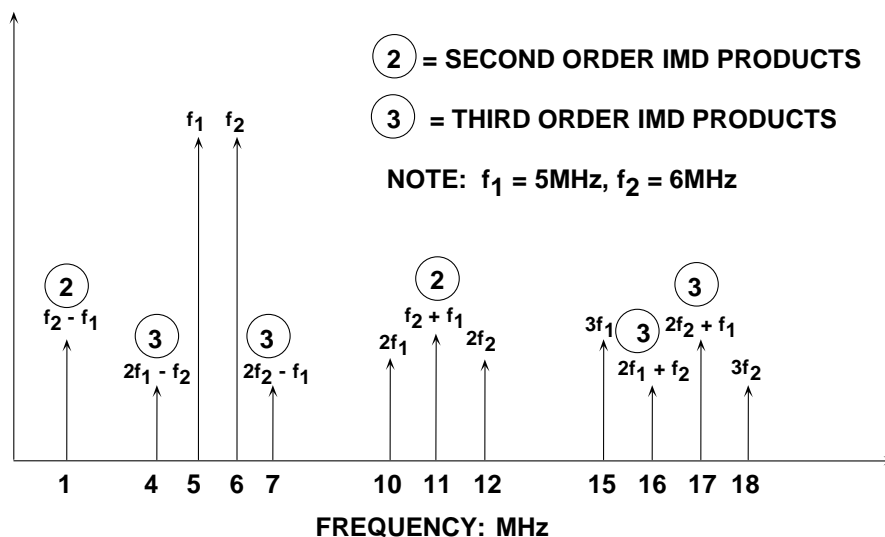 2 = SECOND ORDER IMD PRODUCTS
3 = THIRD ORDER IMD PRODUCTS
NOTE: f1 = 5MHz, f2 = 6MHz
f1
f2
2
f2 - f1
3
2f1 - f2
3
2f2 - f1
2f1
2
f2 + f1
2f2
3f1
3
2f1 + f2
3
2f2 + f1
3f2
1 4 5 6 7 10 11 12 15 16 17 18
FREQUENCY: MHz